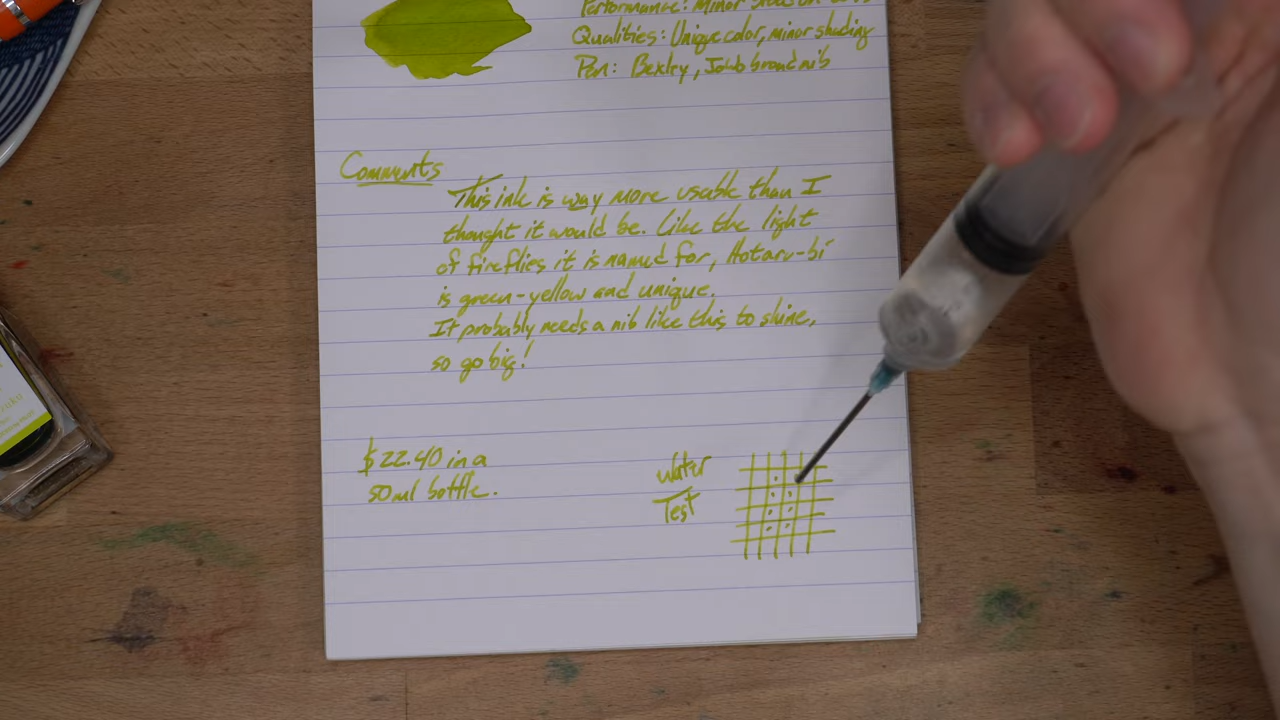 Performance: Minor
Qualities: Unique color, minor shading
Pen: Bexley, Jowo broad nib
Comments
This ink is way more usable than I
thought it would be. Like the light
of fireflies it is named for, Hotaru-bi
is green-yellow and unique.
It probably needs a nib like this to shine,
so go big!
$22.40 in a
50ml bottle.
Water
Test